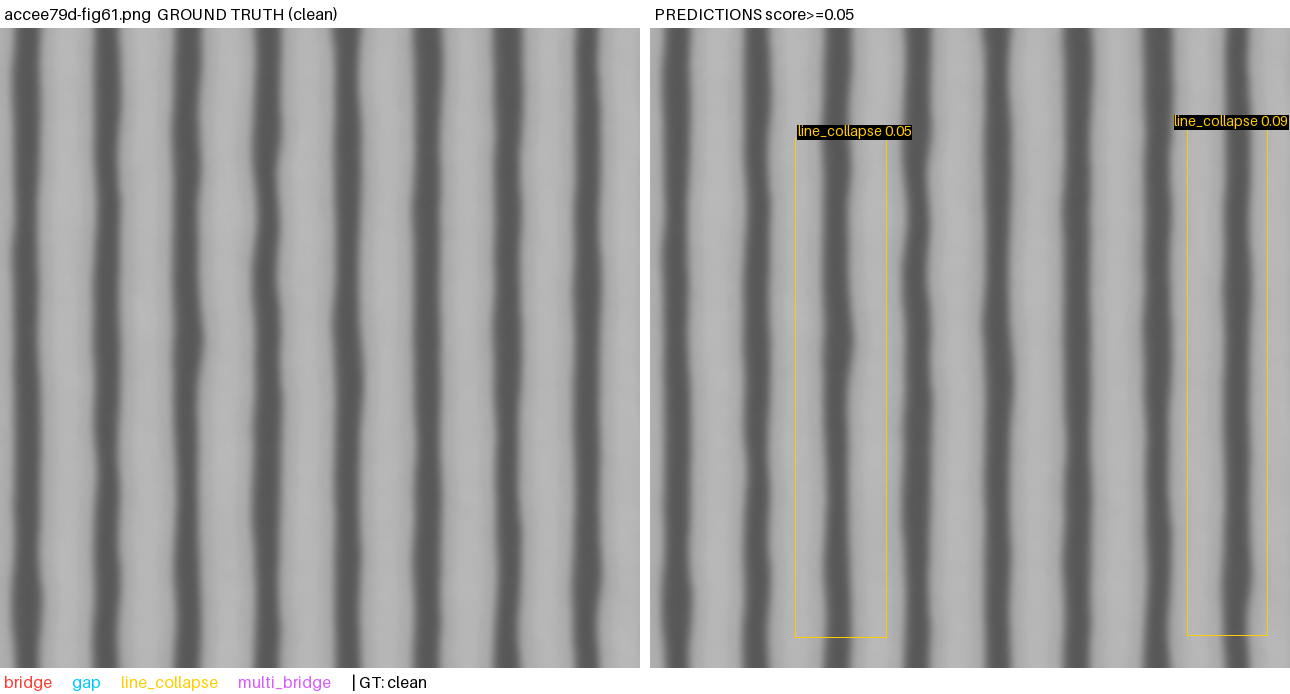 accee79d-fig61.png  GROUND TRUTH (clean)
PREDICTIONS score>=0.05
line_collapse 0.09
line_collapse 0.05
bridge gap line_collapse multi_bridge | GT: clean